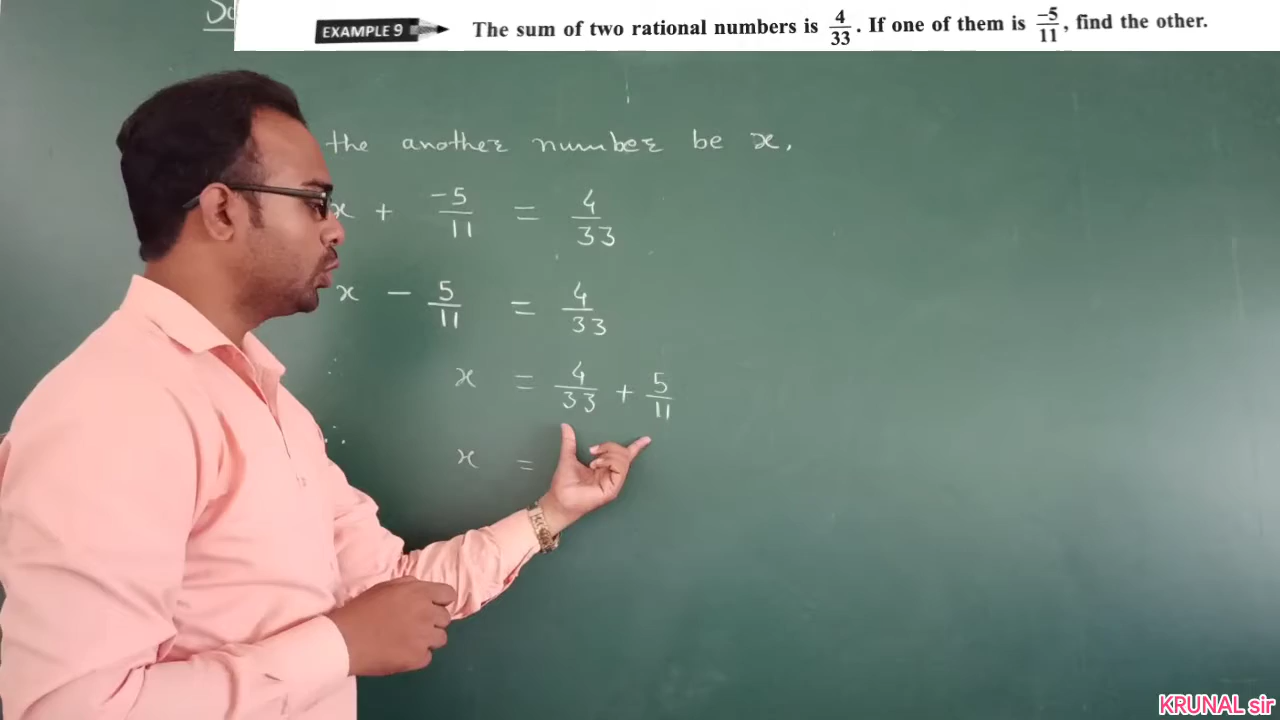 So
EXAMPLE 9 The sum of two rational numbers is 4/33. If one of them is -5/11, find the other.
the another number be x.
x + -5/11 = 4/33
x - 5/11 = 4/33
∴ x = 4/33 + 5/11
∴ x =
KRUNAL sir